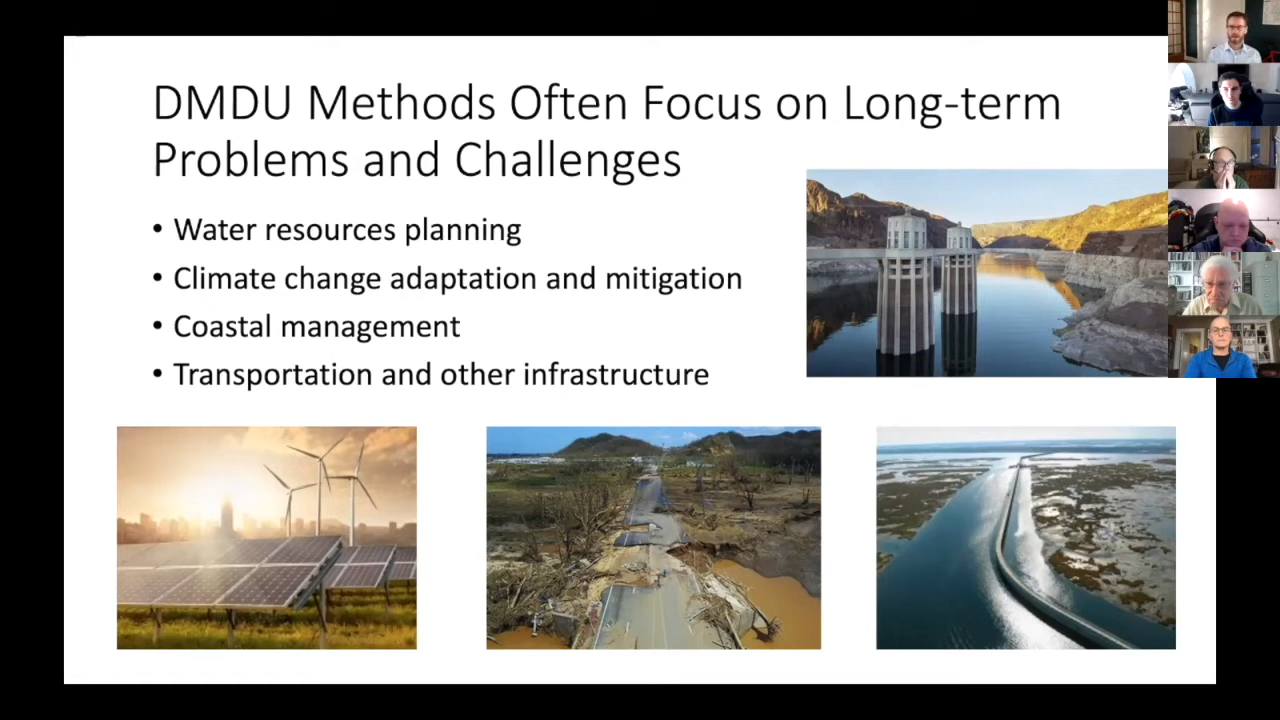 DMDU Methods Often Focus on Long-term
Problems and Challenges
• Water resources planning
• Climate change adaptation and mitigation
• Coastal management
• Transportation and other infrastructure